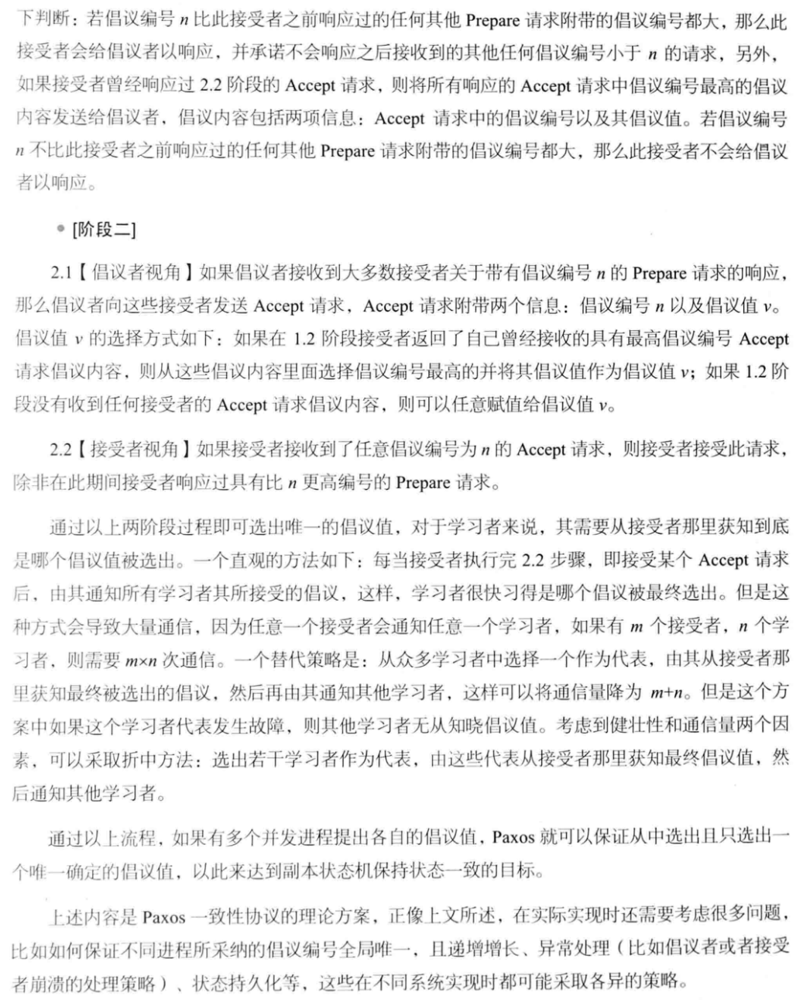 下判断：若倡议编号 n 比此接受者之前响应过的任何其他 Prepare 请求附带的倡议编号都大，那么此
接受者会给倡议者以响应，并承诺不会响应之后接收到的其他任何倡议编号小于 n 的请求，另外，
如果接受者曾经响应过 2.2 阶段的 Accept 请求，则将所有响应的 Accept 请求中倡议编号最高的倡议
内容发送给倡议者，倡议内容包括两项信息：Accept 请求中的倡议编号以及其倡议值。若倡议编号
n 不比此接受者之前响应过的任何其他 Prepare 请求附带的倡议编号都大，那么此接受者不会给倡议
者以响应。
• [阶段二]
2.1【倡议者视角】如果倡议者接收到大多数接受者关于带有倡议编号 n 的 Prepare 请求的响应，
那么倡议者向这些接受者发送 Accept 请求，Accept 请求附带两个信息：倡议编号 n 以及倡议值 v。
倡议值 v 的选择方式如下：如果在 1.2 阶段接受者返回了自己曾经接收的具有最高倡议编号 Accept
请求倡议内容，则从这些倡议内容里面选择倡议编号最高的并将其倡议值作为倡议值 v；如果 1.2 阶
段没有收到任何接受者的 Accept 请求倡议内容，则可以任意赋值给倡议值 v。
2.2【接受者视角】如果接受者接收到了任意倡议编号为 n 的 Accept 请求，则接受者接受此请求，
除非在此期间接受者响应过具有比 n 更高编号的 Prepare 请求。
通过以上两阶段过程即可选出唯一的倡议值，对于学习者来说，其需要从接受者那里获知到底
是哪个倡议值被选出。一个直观的方法如下：每当接受者执行完 2.2 步骤，即接受某个 Accept 请求
后，由其通知所有学习者其所接受的倡议，这样，学习者很快习得是哪个倡议被最终选出。但是这
种方式会导致大量通信，因为任意一个接受者会通知任意一个学习者，如果有 m 个接受者，n 个学
习者，则需要 m×n 次通信。一个替代策略是：从众多学习者中选择一个作为代表，由其从接受者那
里获知最终被选出的倡议，然后再由其通知其他学习者，这样可以将通信量降为 m+n。但是这个方
案中如果这个学习者代表发生故障，则其他学习者无从知晓倡议值。考虑到健壮性和通信量两个因
素，可以采取折中方法：选出若干学习者作为代表，由这些代表从接受者那里获知最终倡议值，然
后通知其他学习者。
通过以上流程，如果有多个并发进程提出各自的倡议值，Paxos 就可以保证从中选出且只选出一
个唯一确定的倡议值，以此来达到副本状态机保持状态一致的目标。
上述内容是 Paxos 一致性协议的理论方案，正像上文所述，在实际实现时还需要考虑很多问题，
比如如何保证不同进程所采纳的倡议编号全局唯一，且递增增长、异常处理（比如倡议者或者接受
者崩溃的处理策略）、状态持久化等，这些在不同系统实现时都可能采取各异的策略。